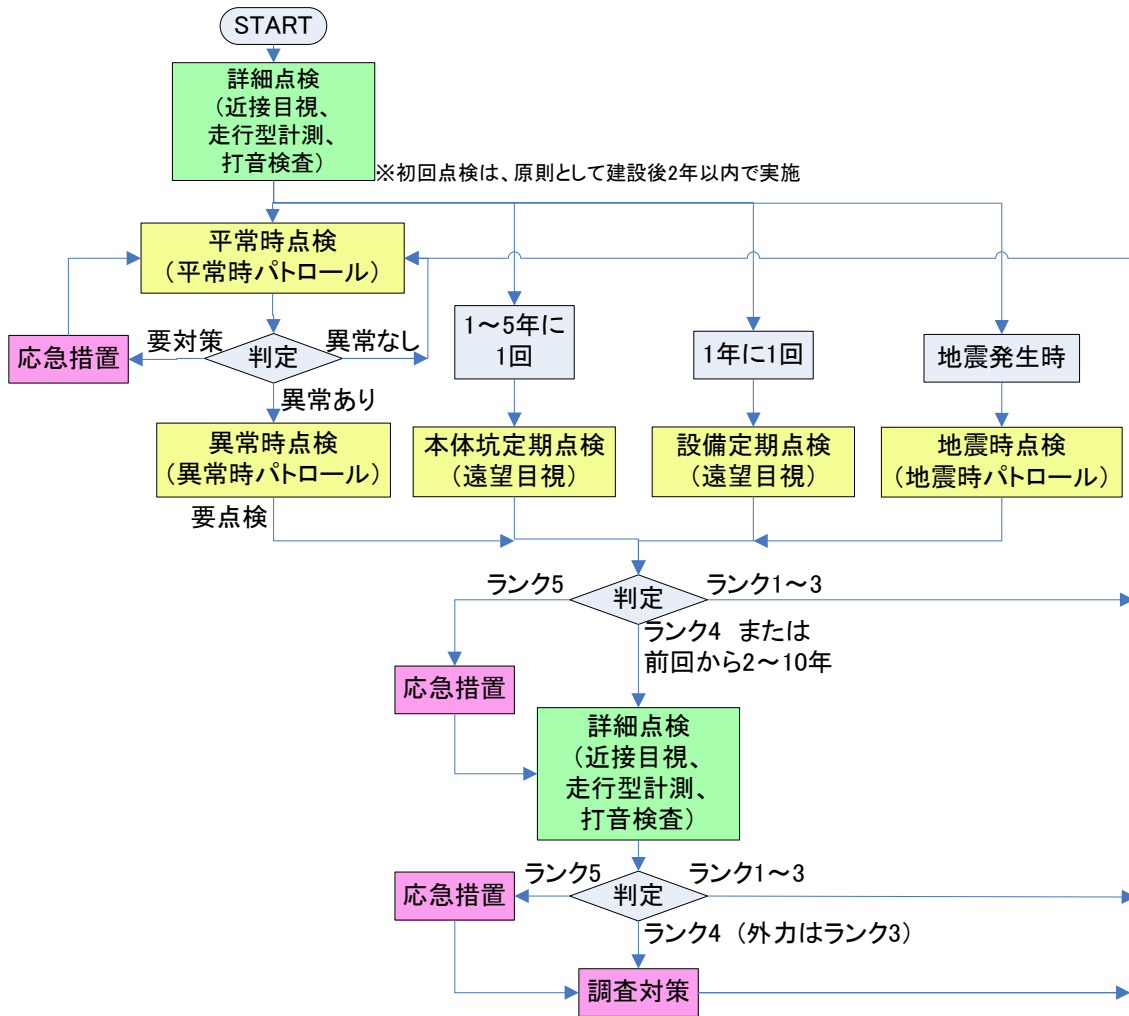 START
詳細点検
（近接目視、
走行型計測、
打音検査）
※初回点検は、原則として建設後2年以内で実施
平常時点検
（平常時パトロール）
1～5年に
1回
1年に1回
地震発生時
応急措置
要対策
判定
異常なし
異常あり
異常時点検
（異常時パトロール）
本体坑定期点検
（遠望目視）
設備定期点検
（遠望目視）
地震時点検
（地震時パトロール）
要点検
ランク5
判定
ランク1～3
ランク4　または
前回から2～10年
応急措置
詳細点検
（近接目視、
走行型計測、
打音検査）
ランク5
判定
ランク1～3
応急措置
ランク4（外力はランク3）
調査対策